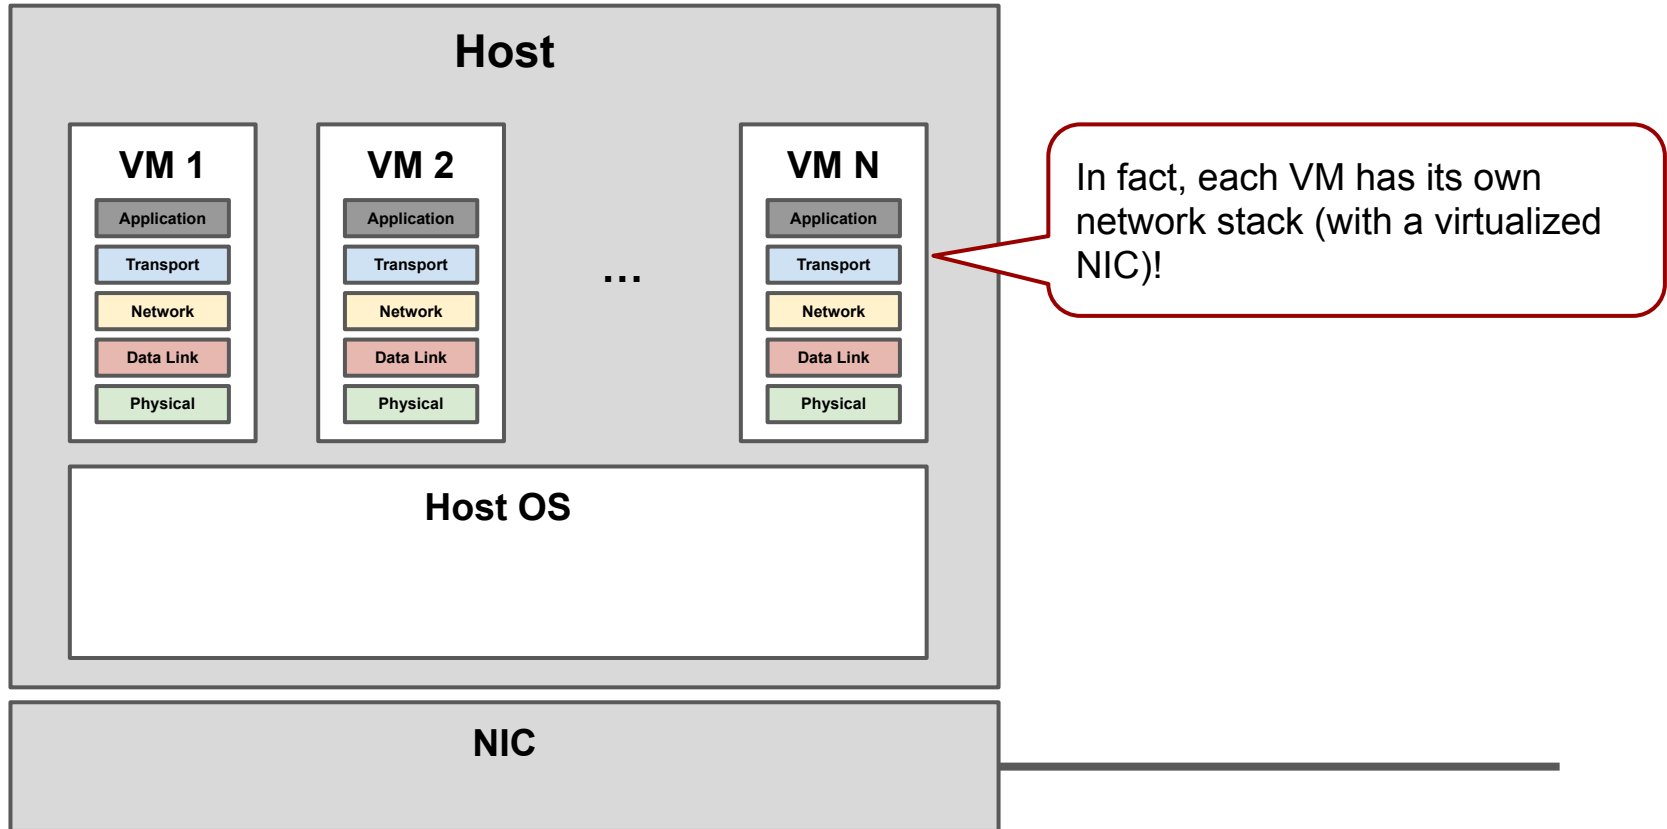 Host
VM 1
Application
Transport
Network
Data Link
Physical
VM 2
Application
Transport
Network
Data Link
Physical
...
VM N
Application
Transport
Network
Data Link
Physical
In fact, each VM has its own
network stack (with a virtualized
NIC)!
Host OS
NIC